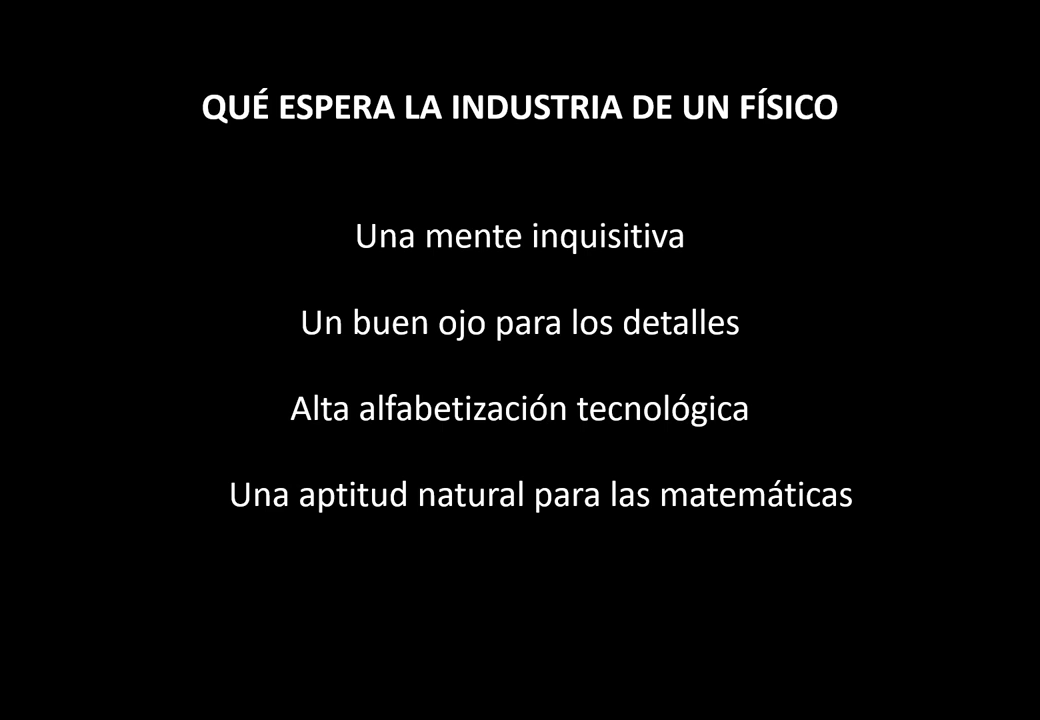 QUÉ ESPERA LA INDUSTRIA DE UN FÍSICO
Una mente inquisitiva
Un buen ojo para los detalles
Alta alfabetización tecnológica
Una aptitud natural para las matemáticas